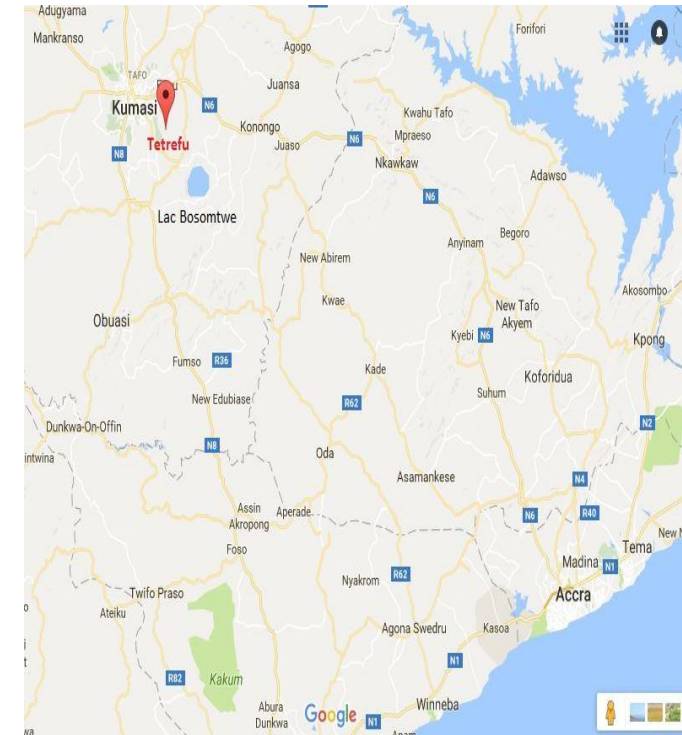 Adugyama
Mankranso
Forifori
Agogo
TAFO
Juansa
Kumasi
N6
Kwahu Tafo
Konongo
Tetrefu
Juaso
N6
Mpraeso
N8
Nkawkaw
Adawso
N6
Lac Bosomtwe
Begoro
Anyinam
New Abirem
Akosombo
Kwae
New Tafo
Akyem
Obuasi
Kyebi
N6
Kpong
Fumso
R36
Kade
Koforidua
New Edubiase
R62
Suhum
Dunkwa-On-Offin
N2
N8
Oda
Asamankese
N4
Assin
Akropong
Aperade
N6
R40
Foso
Tema
Madina
N1
Nyakrom
R62
Twifo Praso
Accra
Ateiku
Agona Swedru
Kasoa
N1
R82
Kakum
Winneba
Abura
Dunkwa
Google
N1